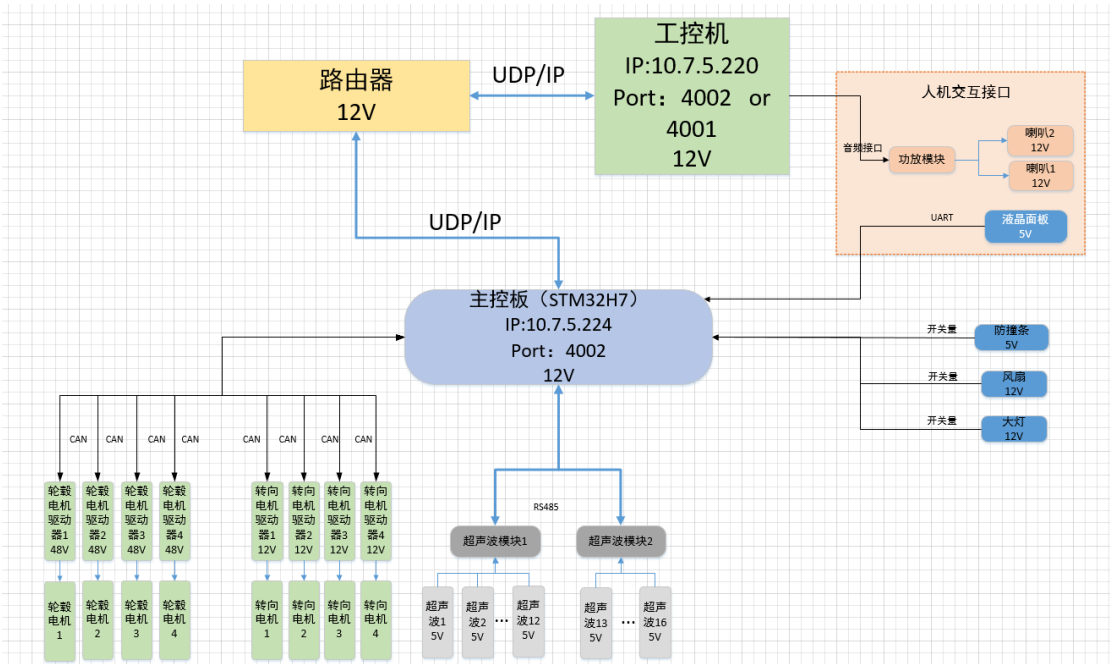 工控机
IP:10.7.5.220
Port：4002 or
4001
12V
路由器
12V
UDP/IP
人机交互接口
音频接口
功放模块
喇叭2
12V
喇叭1
12V
UART
液晶面板
5V
UDP/IP
主控板（STM32H7）
IP:10.7.5.224
Port：4002
12V
开关量
防撞条
5V
开关量
风扇
12V
开关量
大灯
12V
CAN
CAN
CAN
CAN
CAN
CAN
CAN
CAN
轮毂
电机
驱动
器1
48V
轮毂
电机
驱动
器2
48V
轮毂
电机
驱动
器3
48V
轮毂
电机
驱动
器4
48V
转向
电机
驱动
器1
12V
转向
电机
驱动
器2
12V
转向
电机
驱动
器3
12V
转向
电机
驱动
器4
12V
RS485
超声波模块1
超声波模块2
轮毂
电机
1
轮毂
电机
2
轮毂
电机
3
轮毂
电机
4
转向
电机
1
转向
电机
2
转向
电机
3
转向
电机
4
超声
波1
5V
超声
波2
5V
...
超声
波12
5V
超声
波13
5V
...
超声
波16
5V